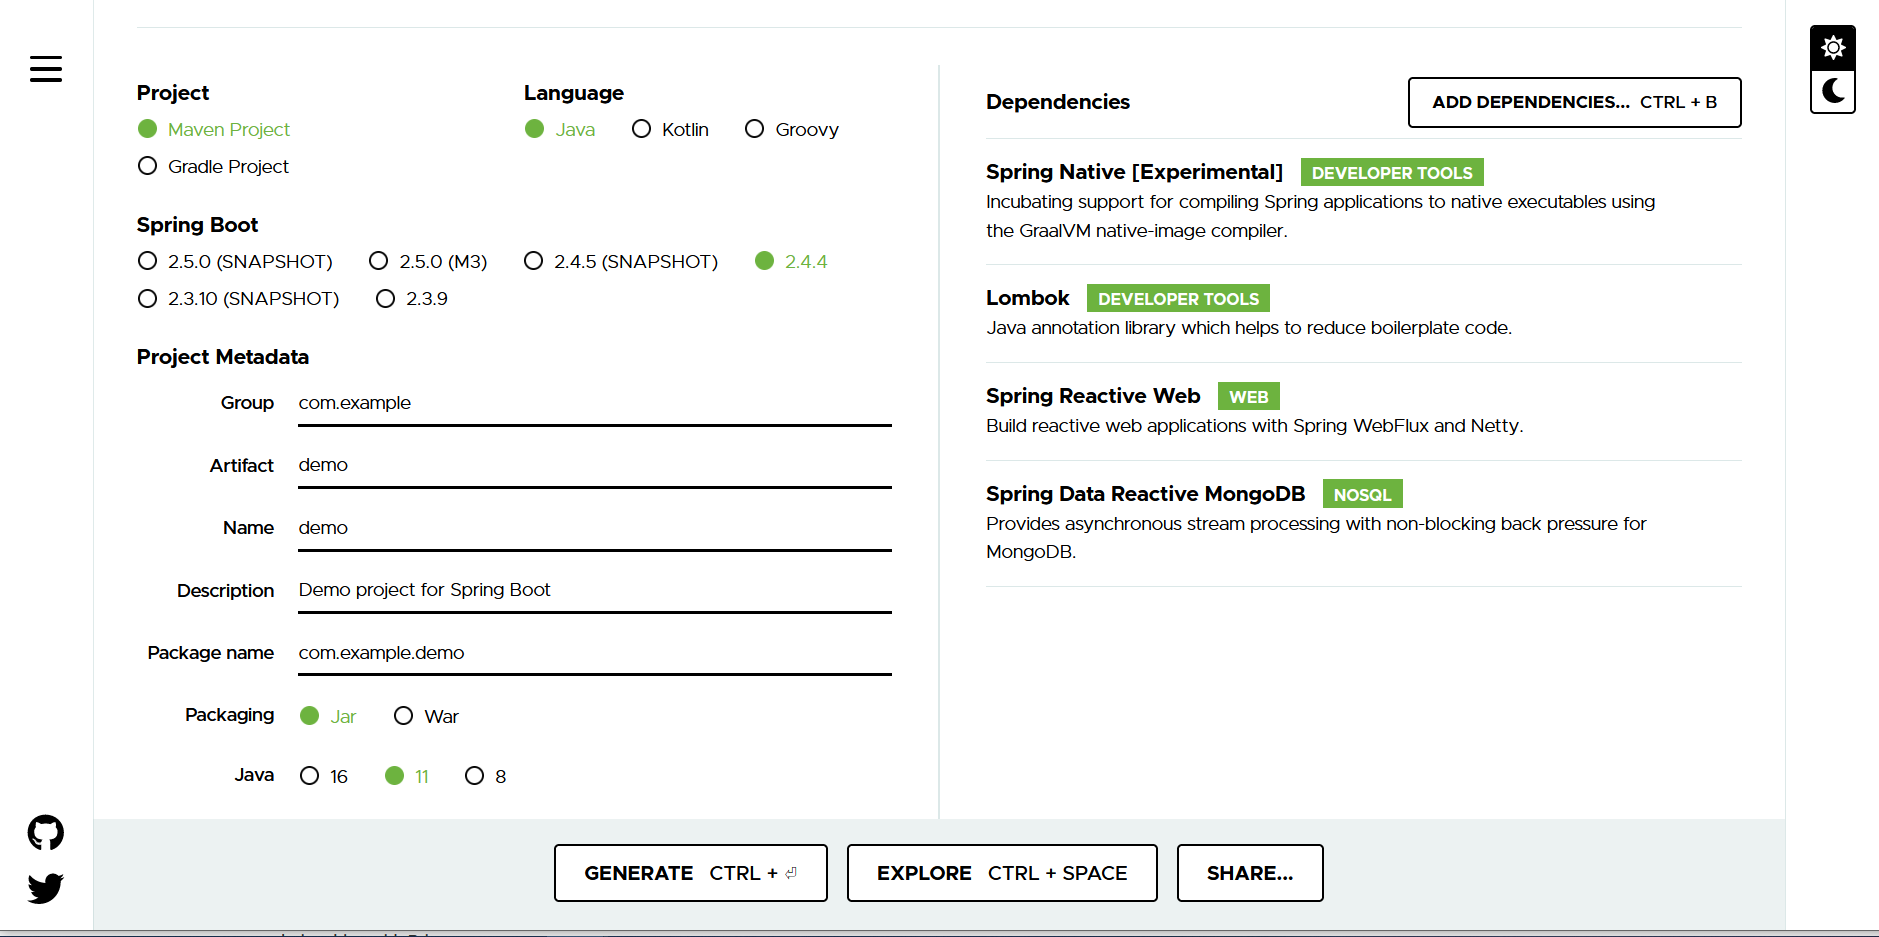 Project
Maven Project
Gradle Project
Language
Java Kotlin Groovy
Spring Boot
2.5.0 (SNAPSHOT) 2.5.0 (M3) 2.4.5 (SNAPSHOT) 2.4.4
2.3.10 (SNAPSHOT) 2.3.9
Project Metadata
Group com.example
Artifact demo
Name demo
Description Demo project for Spring Boot
Package name com.example.demo
Packaging Jar War
Java 16 11 8
Dependencies
ADD DEPENDENCIES... CTRL + B
Spring Native [Experimental] DEVELOPER TOOLS
Incubating support for compiling Spring applications to native executables using
the GraalVM native-image compiler.
Lombok DEVELOPER TOOLS
Java annotation library which helps to reduce boilerplate code.
Spring Reactive Web WEB
Build reactive web applications with Spring WebFlux and Netty.
Spring Data Reactive MongoDB NOSQL
Provides asynchronous stream processing with non-blocking back pressure for
MongoDB.
GENERATE CTRL + ⏎
EXPLORE CTRL + SPACE
SHARE...